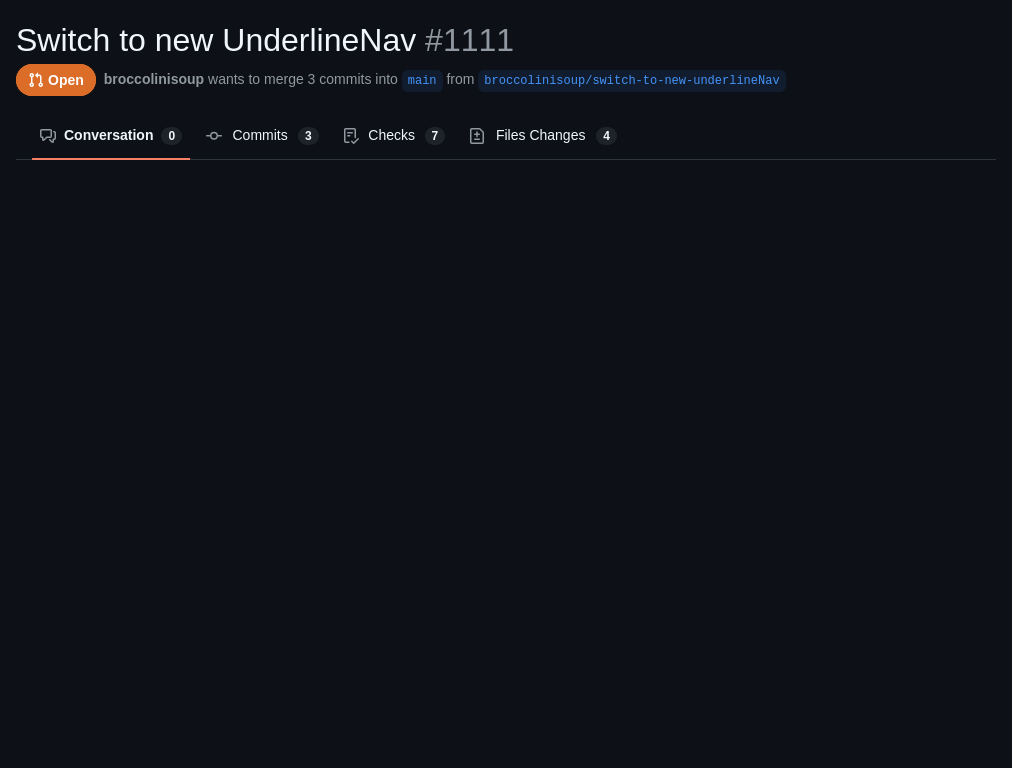 Switch to new UnderlineNav #1111
Open broccolinisoup wants to merge 3 commits into main from broccolinisoup/switch-to-new-underlineNav
Conversation 0 Commits 3 Checks 7 Files Changes 4